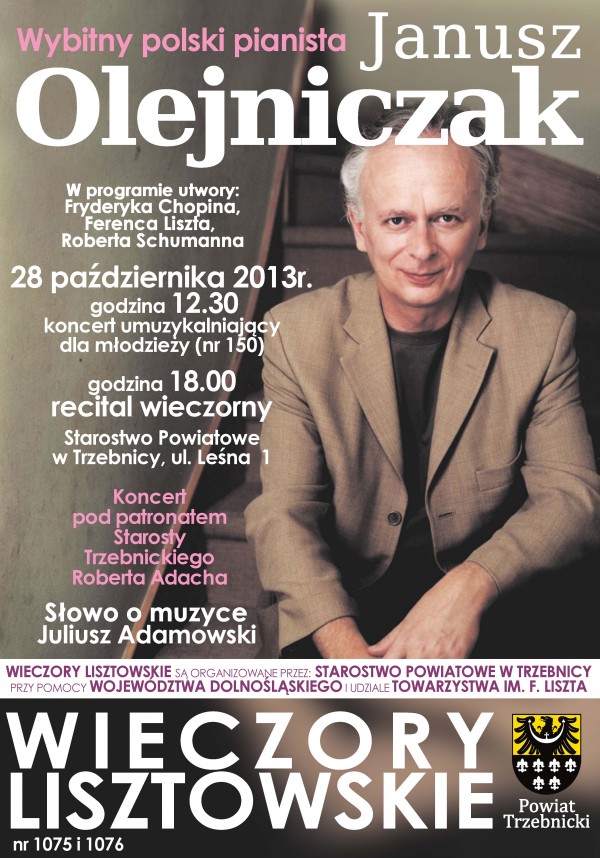 Wybitny polski pianista Janusz
Olejniczak
W programie utwory:
Fryderyka Chopina,
Ferenca Liszta,
Roberta Schumanna
28 października 2013r.
godzina 12.30
koncert umuzykalniający
dla młodzieży (nr 150)
godzina 18.00
recital wieczorny
Starostwo Powiatowe
w Trzebnicy, ul. Leśna 1
Koncert
pod patronatem
Starosty
Trzebnickiego
Roberta Adacha
Słowo o muzyce
Juliusz Adamowski
WIECZORY LISZTOWSKIE SĄ ORGANIZOWANE PRZEZ: STAROSTWO POWIATOWE W TRZEBNICY
PRZY POMOCY WOJEWÓDZTWA DOLNOŚLĄSKIEGO I UDZIALE TOWARZYSTWA IM. F. LISZTA
WIECZORY
LISZTOWSKIE
nr 1075 i 1076
Powiat
Trzebnicki